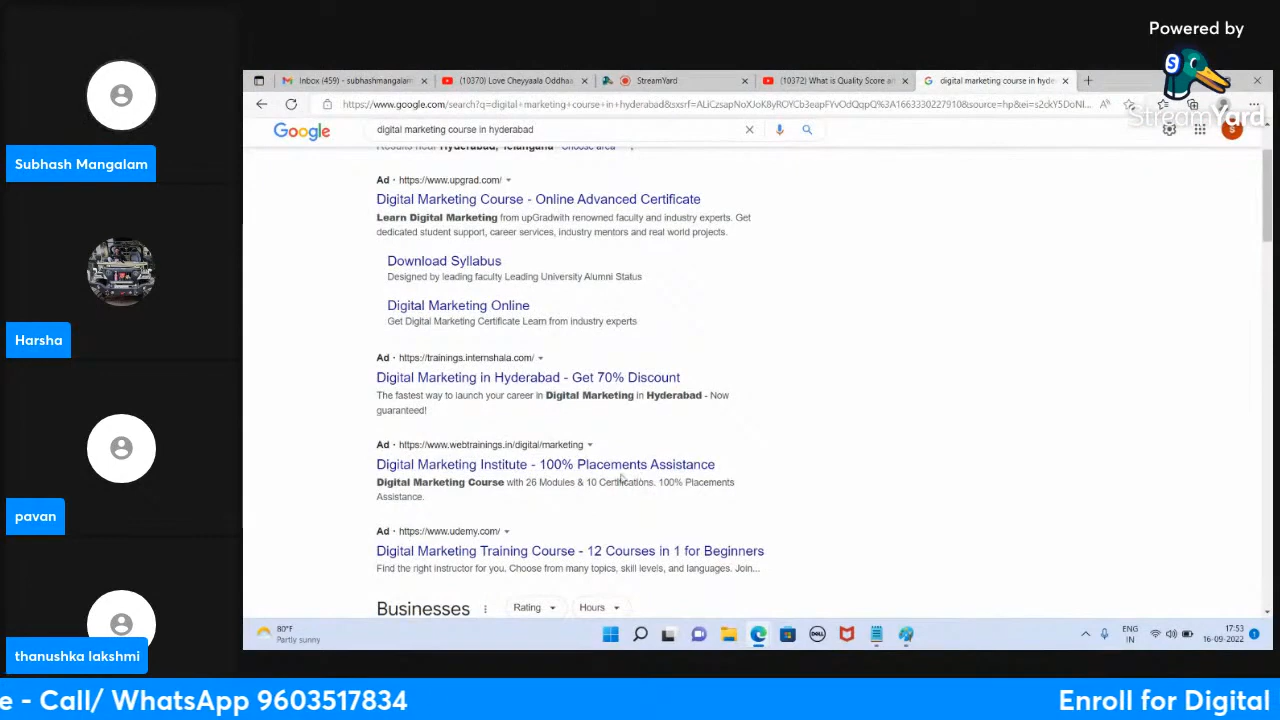 Powered by
StreamYard
Subhash Mangalam
Harsha
pavan
thanushka lakshmi
Inbox (459) - subhashmangalam
(10370) Love Cheyyaala Oddha
StreamYard
(10372) What is Quality Score a
digital marketing course in hyde
Google
digital marketing course in hyderabad
Results near Hyderabad, Telangana · Choose area
Ad · https://www.upgrad.com/
Digital Marketing Course - Online Advanced Certificate
Learn Digital Marketing from upGradwith renowned faculty and industry experts. Get
dedicated student support, career services, industry mentors and real world projects.
Download Syllabus
Designed by leading faculty Leading University Alumni Status
Digital Marketing Online
Get Digital Marketing Certificate Learn from industry experts
Ad · https://trainings.internshala.com/
Digital Marketing in Hyderabad - Get 70% Discount
The fastest way to launch your career in Digital Marketing in Hyderabad - Now
guaranteed!
Ad · https://www.webtrainings.in/digital/marketing
Digital Marketing Institute - 100% Placements Assistance
Digital Marketing Course with 26 Modules & 10 Certifications. 100% Placements
Assistance.
Ad · https://www.udemy.com/
Digital Marketing Training Course - 12 Courses in 1 for Beginners
Find the right instructor for you. Choose from many topics, skill levels, and languages. Join...
Businesses
Rating
Hours
80°F
Partly sunny
DELL
ENG
IN
17:53
16-09-2022
e - Call/ WhatsApp 9603517834
Enroll for Digital